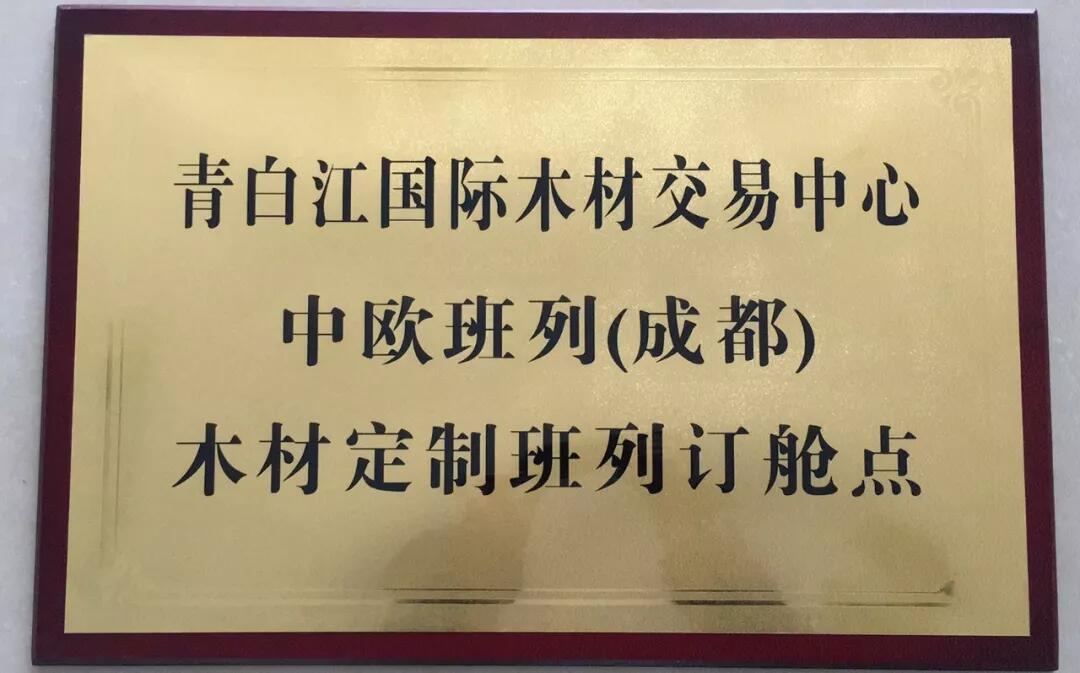 青白江国际木材交易中心
中欧班列(成都)
木材定制班列订舱点